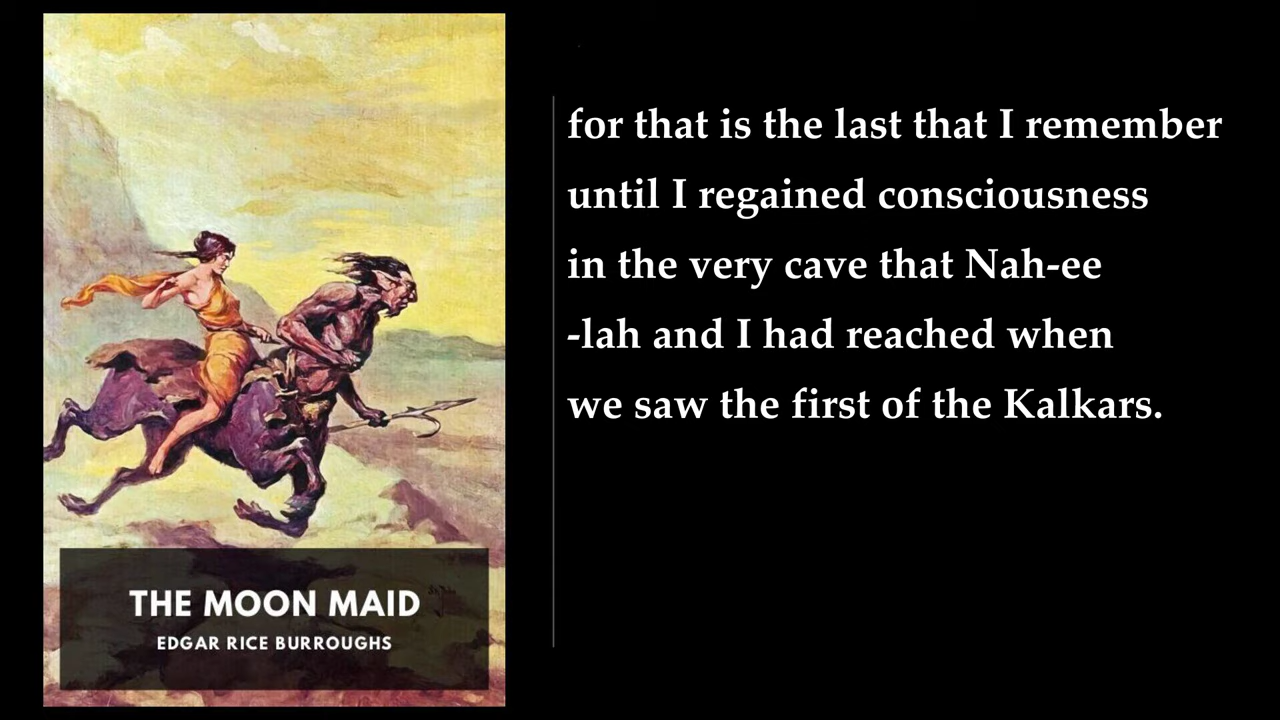 for that is the last that I remember
until I regained consciousness
in the very cave that Nah-ee
-lah and I had reached when
we saw the first of the Kalkars.
THE MOON MAID
EDGAR RICE BURROUGHS